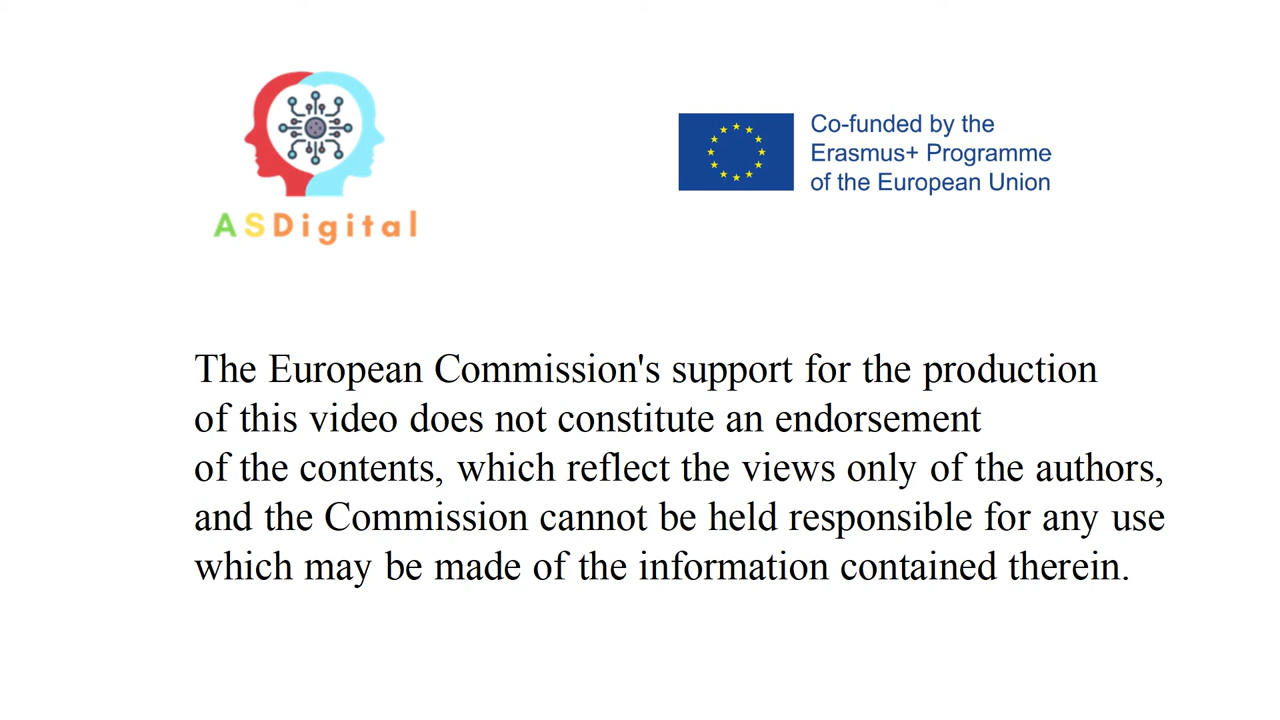 ASDigital
Co-funded by the
Erasmus+ Programme
of the European Union
The European Commission's support for the production
of this video does not constitute an endorsement
of the contents, which reflect the views only of the authors,
and the Commission cannot be held responsible for any use
which may be made of the information contained therein.